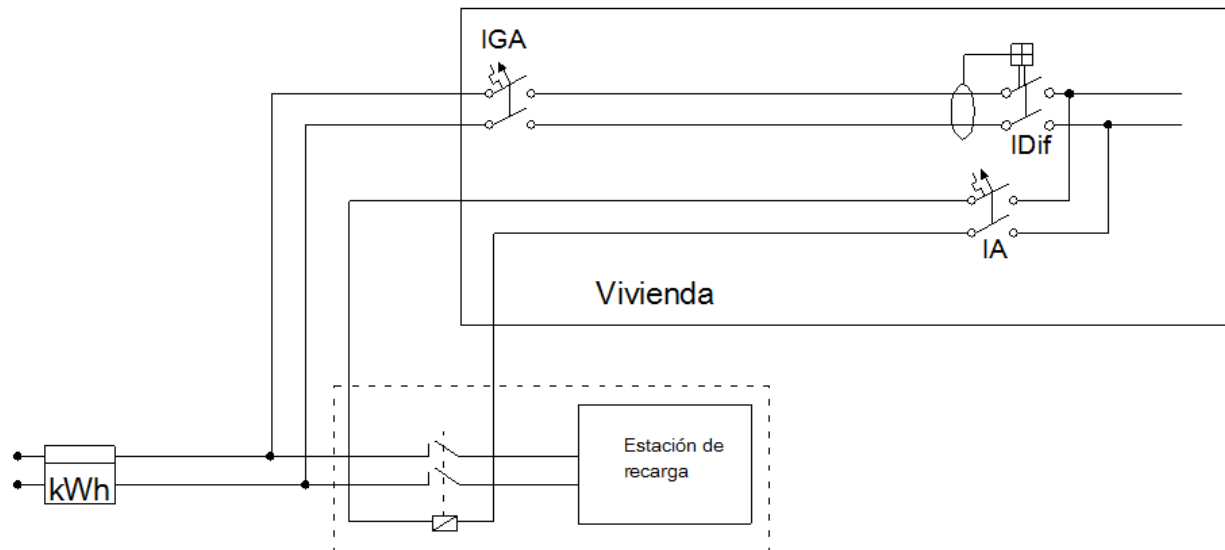 IGA
IDif
IA
Vivienda
Estación de
recarga
kWh